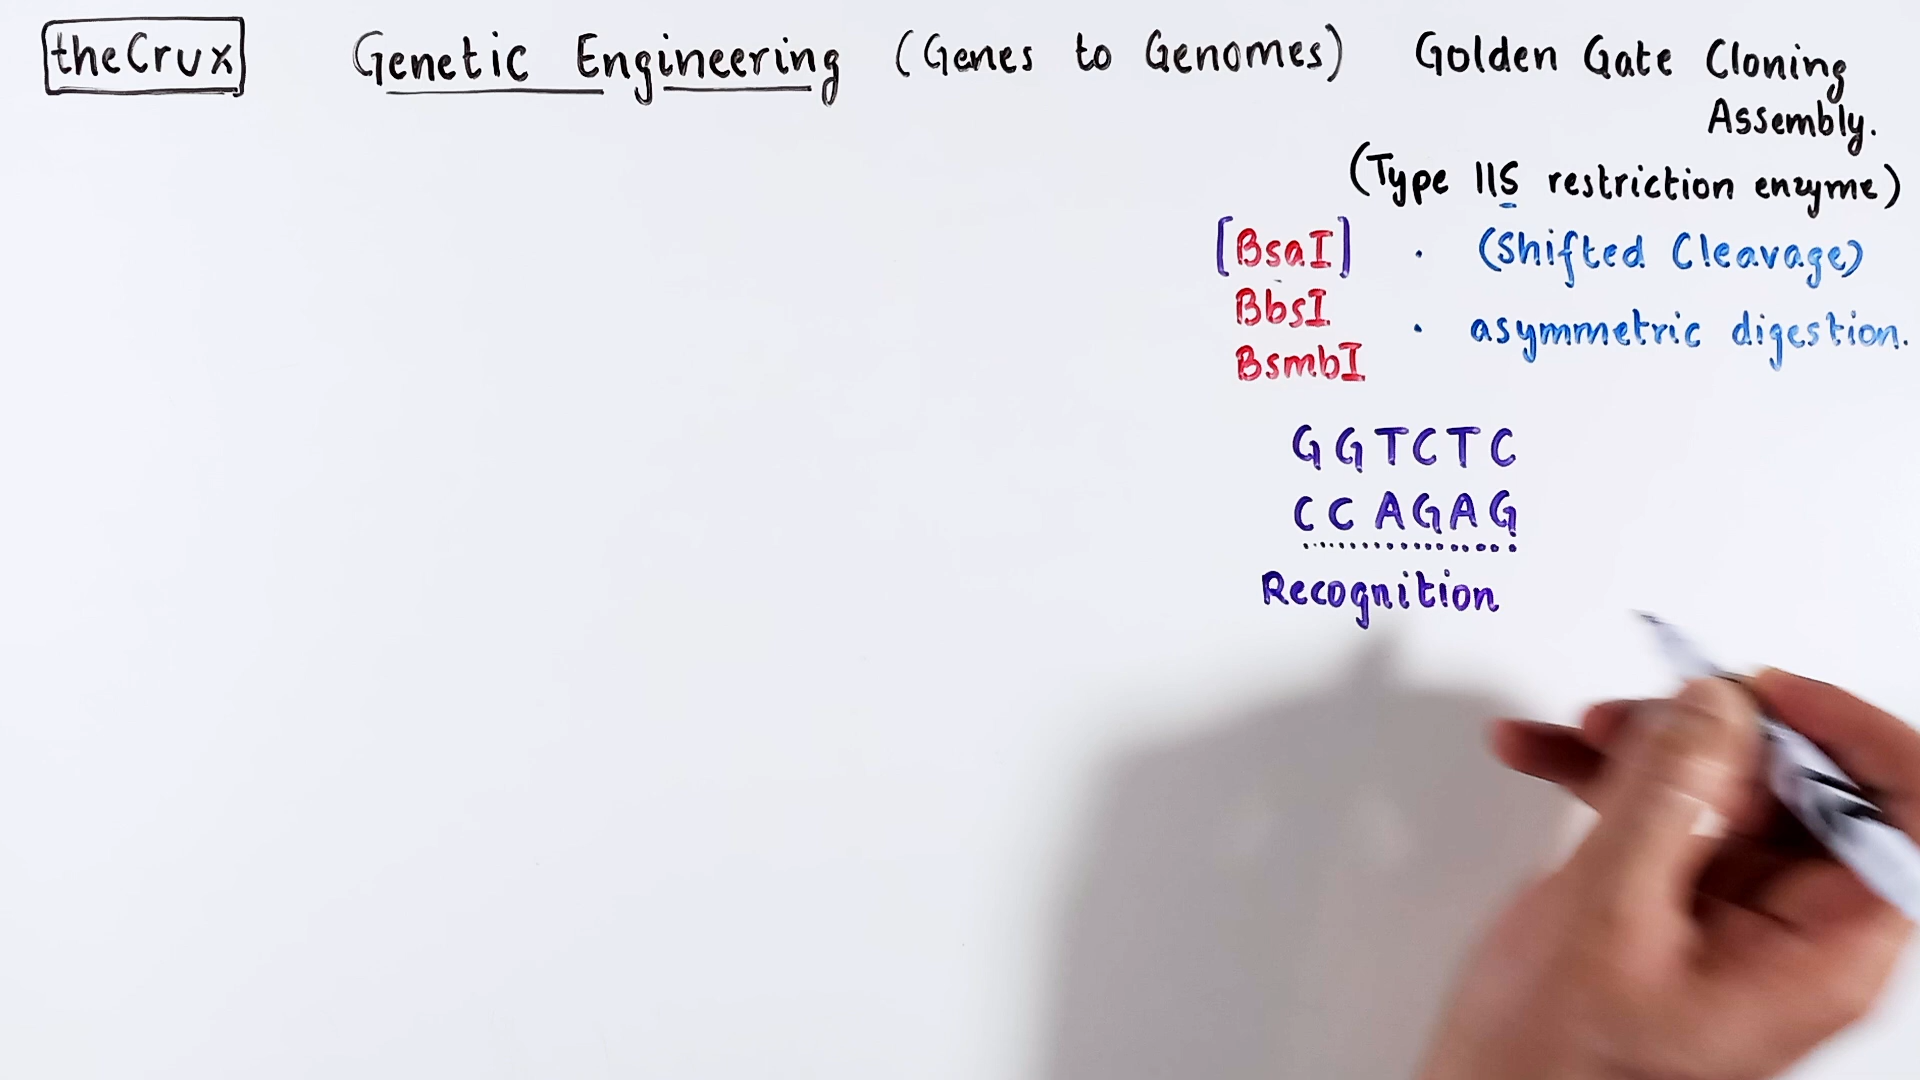 theCrux Genetic Engineering (Genes to Genomes) Golden Gate Cloning
Assembly.
(Type IIS restriction enzyme)
[BsaI] · (Shifted Cleavage)
BbsI
· asymmetric digestion.
BsmbI
GGTCTC
CCAGAG
Recognition